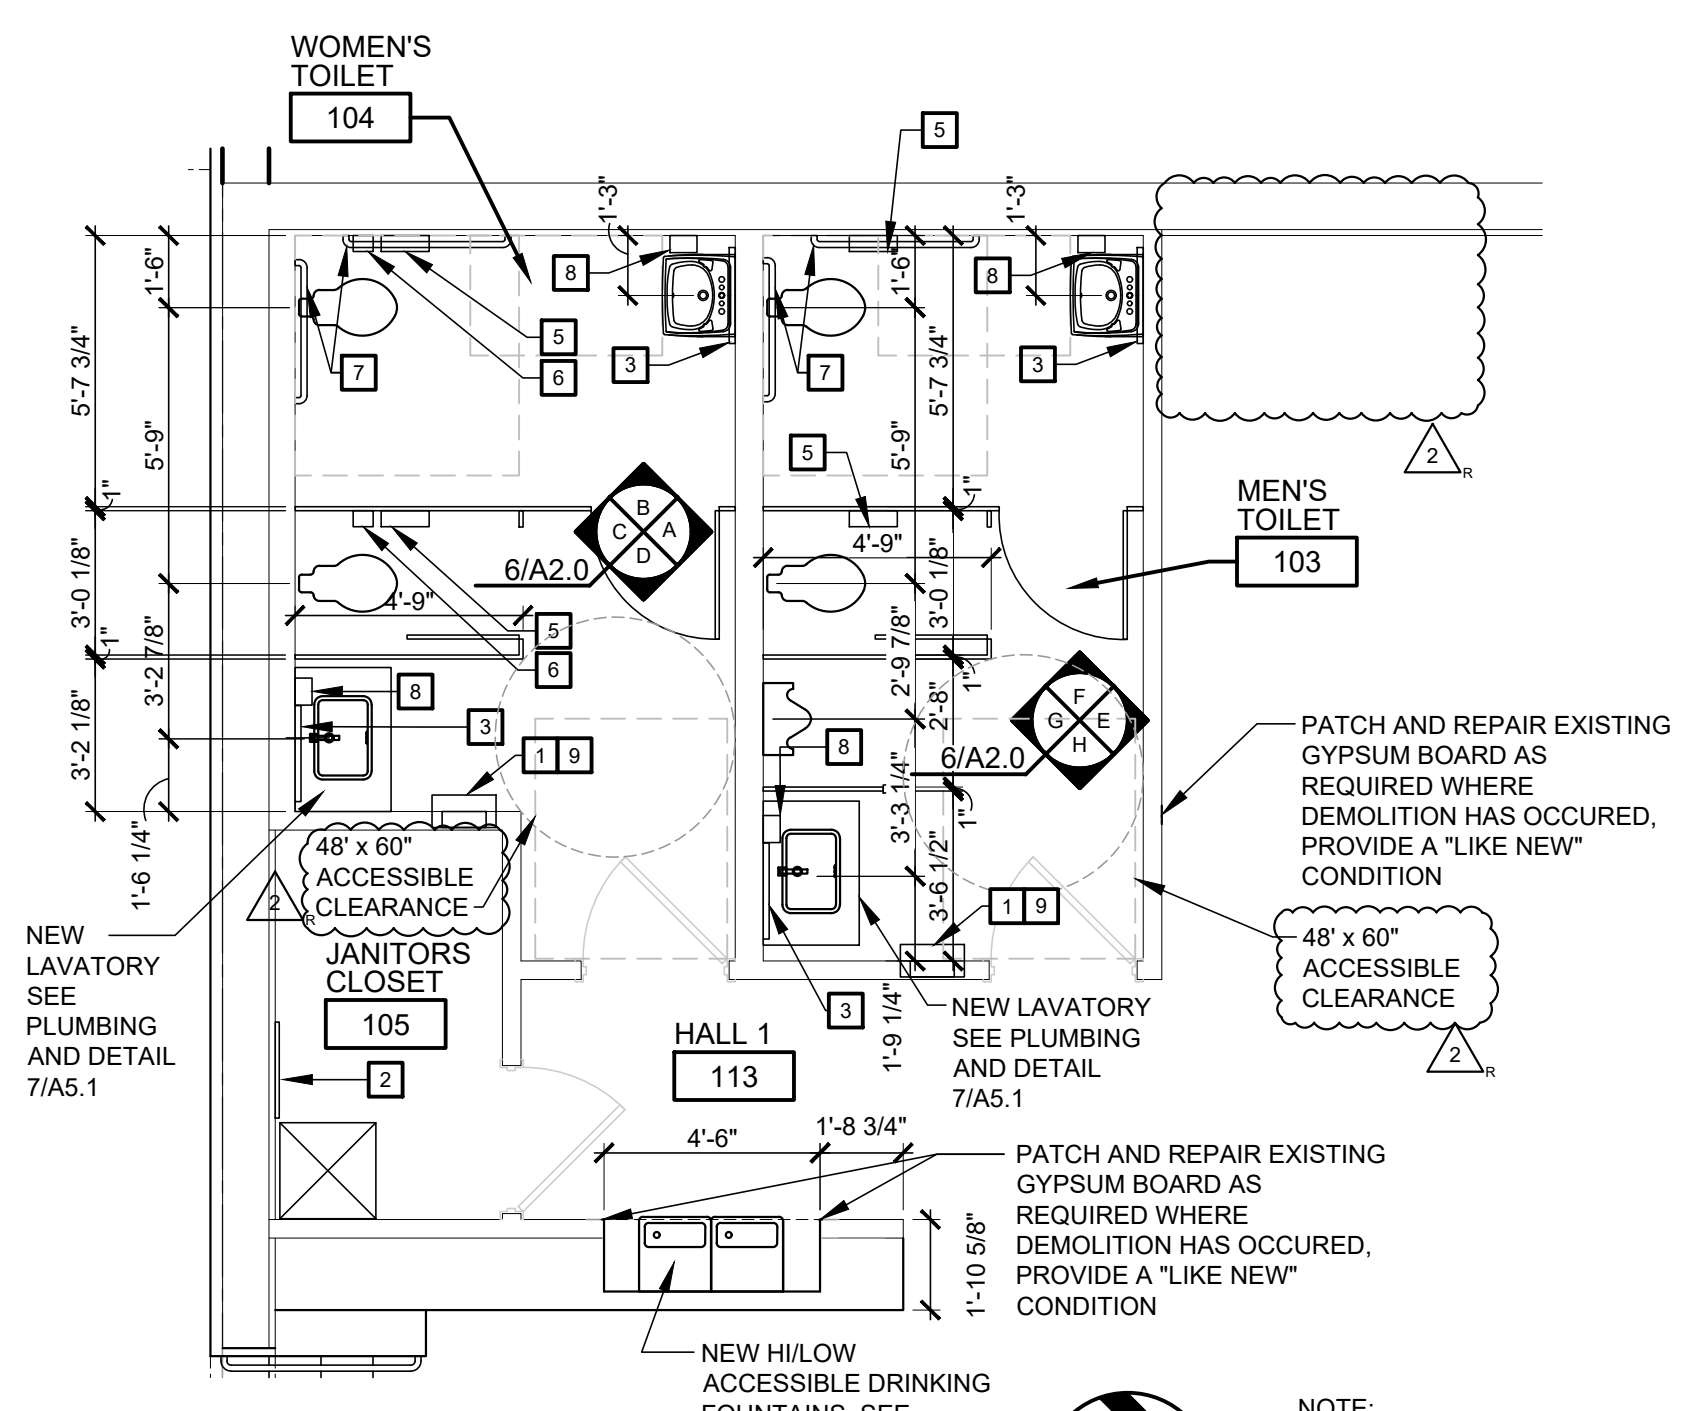 WOMEN'S
TOILET
104
5
1'-3"
1'-3"
1'-6"
8
1'-6"
8
5'-7 3/4"
5
3
5'-7 3/4"
3
7
6
7
5'-9"
5
5'-9"
2
R
1"
1"
MEN'S
TOILET
103
B
C A
D
6/A2.0
4'-9"
3'-0 1/8"
4'-9"
3'-0 1/8"
5
1"
6
3'-2 7/8"
2'-9 7/8"
1"
8
3
2'-8"
F
G E
H
6/A2.0
3'-2 1/8"
1 9
8
3'-3 1/4"
1"
PATCH AND REPAIR EXISTING
GYPSUM BOARD AS
REQUIRED WHERE
DEMOLITION HAS OCCURED,
PROVIDE A "LIKE NEW"
CONDITION
1'-6 1/4"
48' x 60"
ACCESSIBLE
CLEARANCE
2
R
3'-6 1/2"
1 9
NEW
LAVATORY
SEE
PLUMBING
AND DETAIL
7/A5.1
JANITORS
CLOSET
105
48' x 60"
ACCESSIBLE
CLEARANCE
2
R
3
1'-9 1/4"
NEW LAVATORY
SEE PLUMBING
AND DETAIL
7/A5.1
HALL 1
113
2
4'-6"
1'-8 3/4"
PATCH AND REPAIR EXISTING
GYPSUM BOARD AS
REQUIRED WHERE
DEMOLITION HAS OCCURED,
PROVIDE A "LIKE NEW"
CONDITION
1'-10 5/8"
NEW HI/LOW
ACCESSIBLE DRINKING
FOUNTAINS, SEE
NOTE: